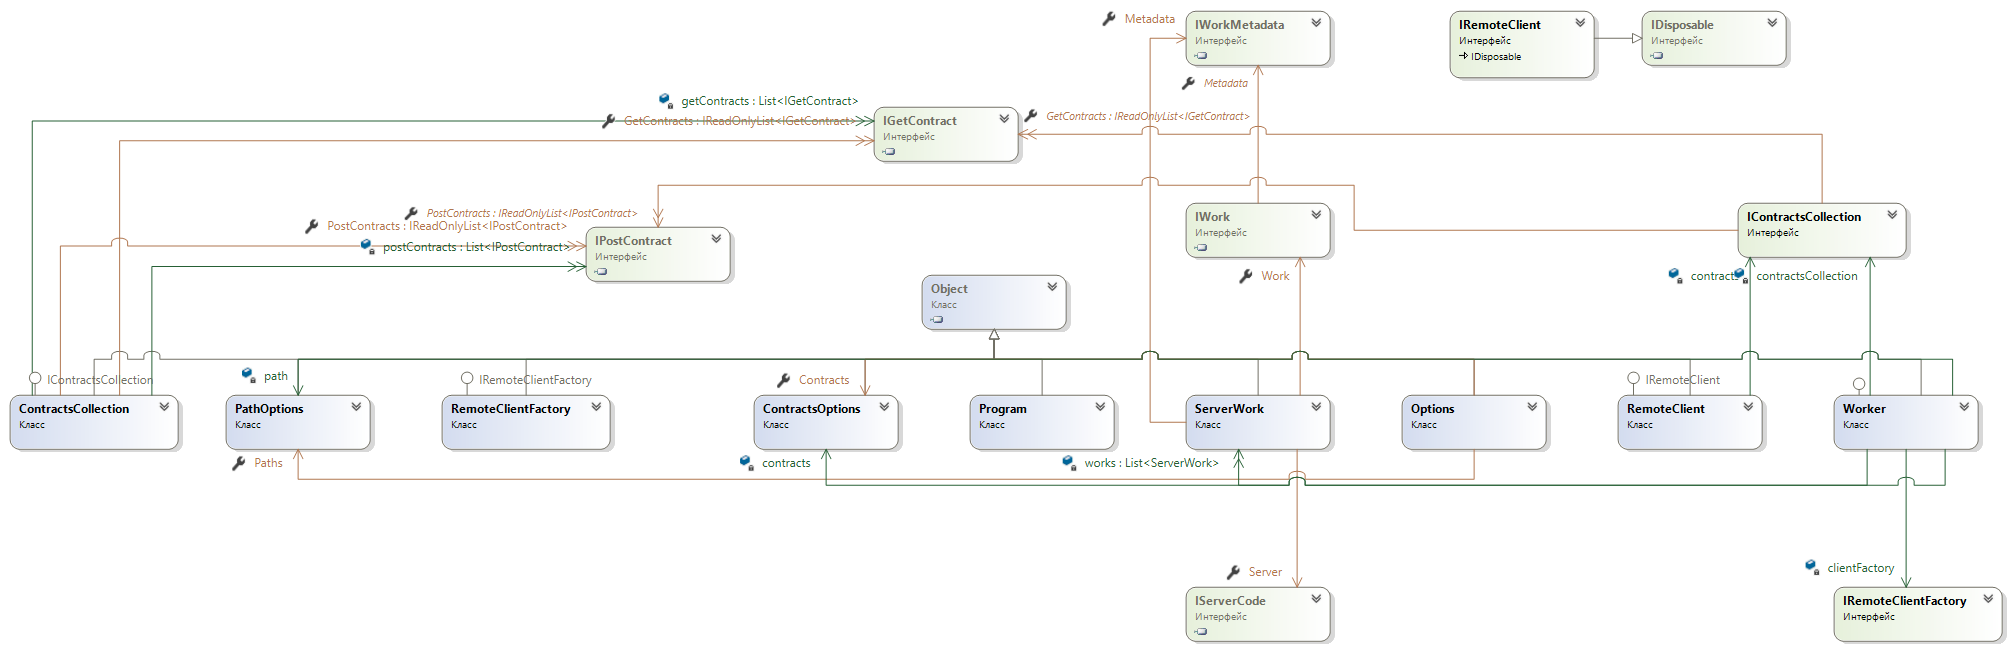 Metadata
IWorkMetadata
Интерфейс
IRemoteClient
Интерфейс
IDisposable
IDisposable
Интерфейс
Metadata
getContracts : List<IGetContract>
GetContracts : IReadOnlyList<IGetContract>
IGetContract
Интерфейс
GetContracts : IReadOnlyList<IGetContract>
PostContracts : IReadOnlyList<IPostContract>
PostContracts : IReadOnlyList<IPostContract>
postContracts : List<IPostContract>
IPostContract
Интерфейс
IWork
Интерфейс
IContractsCollection
Интерфейс
Work
contracts
contractsCollection
Object
Класс
IContractsCollection
path
IRemoteClientFactory
Contracts
IRemoteClient
ContractsCollection
Класс
PathOptions
Класс
RemoteClientFactory
Класс
ContractsOptions
Класс
Program
Класс
ServerWork
Класс
Options
Класс
RemoteClient
Класс
Worker
Класс
Paths
contracts
works : List<ServerWork>
Server
IServerCode
Интерфейс
clientFactory
IRemoteClientFactory
Интерфейс